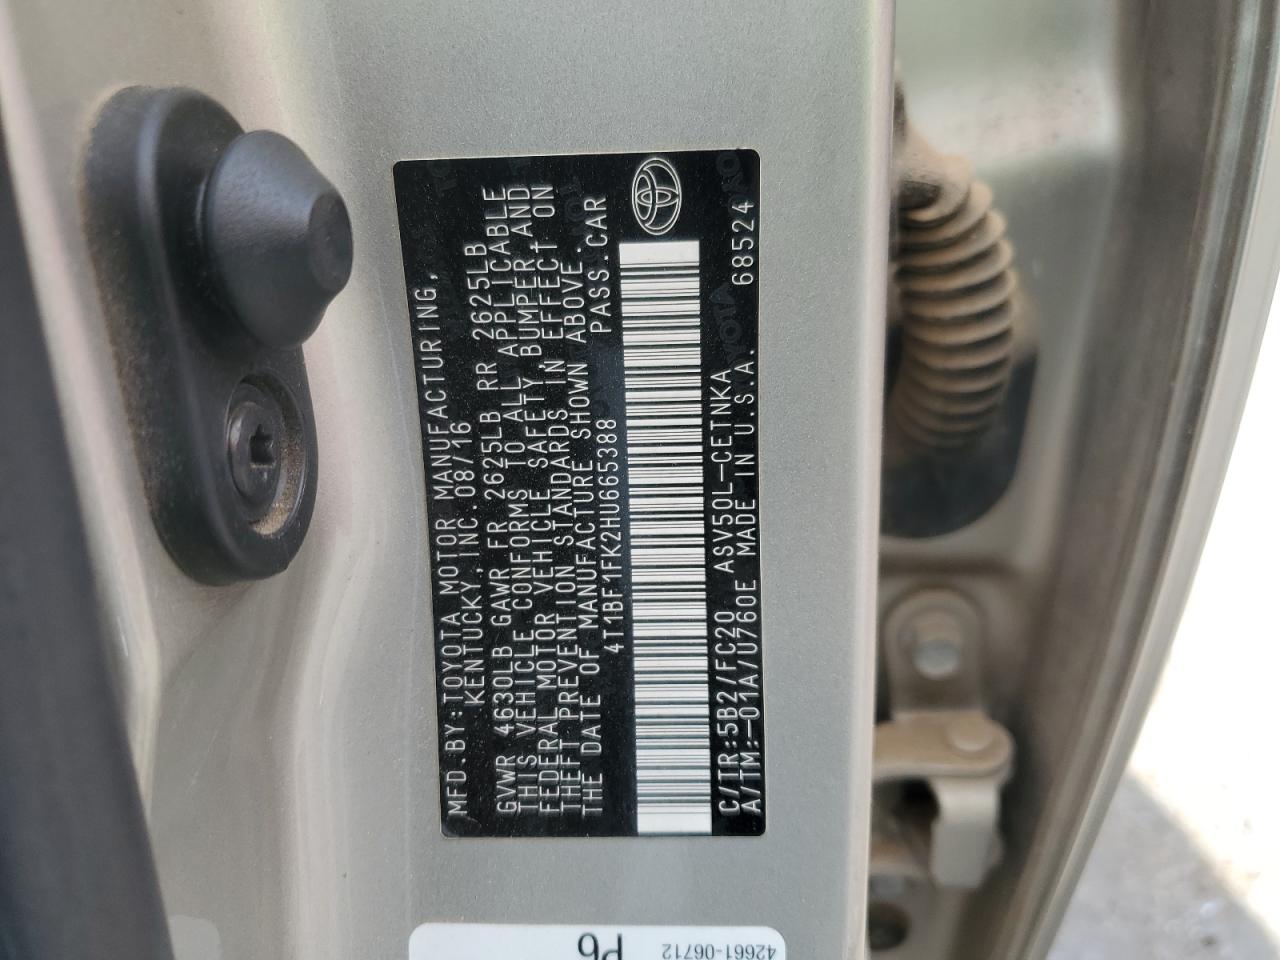 MFD.BY:TOYOTA MOTOR MANUFACTURING,
KENTUCKY,INC.08/16
GVWR 4630LB GAWR FR 2625LB RR 2625LB
THIS VEHICLE CONFORMS TO ALL APPLICABLE
FEDERAL MOTOR VEHICLE SAFETY,BUMPER,AND
THEFT PREVENTION STANDARDS IN EFFECT ON
THE DATE OF MANUFACTURE SHOWN ABOVE.
4T1BF1FK2HU665388 PASS.CAR
C/TR:5B2/FC20 ASV50L-CETNKA
A/TM:-01A/U760E MADE IN U.S.A. 68524
P6
42661-06712